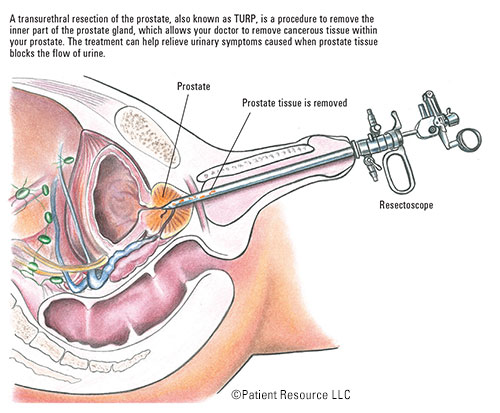 A transurethral resection of the prostate, also known as TURP, is a procedure to remove the
inner part of the prostate gland, which allows your doctor to remove cancerous tissue within
your prostate. The treatment can help relieve urinary symptoms caused when prostate tissue
blocks the flow of urine.
Prostate
Prostate tissue is removed
Resectoscope
©Patient Resource LLC